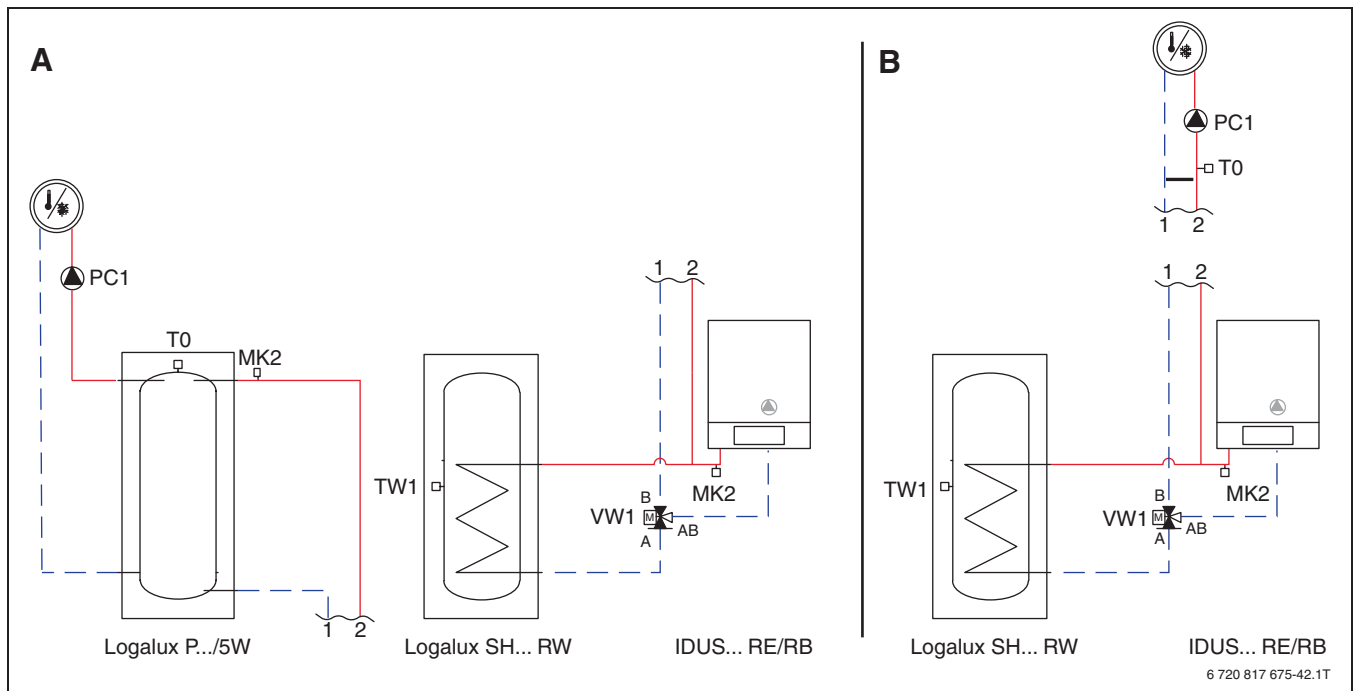 A
PC1
T0
MK2
1 2
Logalux P.../5W
TW1
Logalux SH... RW
1 2
MK2
B
VW1
M
A
AB
IDUS... RE/RB
B
PC1
T0
1 2
1 2
TW1
Logalux SH... RW
MK2
B
VW1
M
A
AB
IDUS... RE/RB
6 720 817 675-42.1T